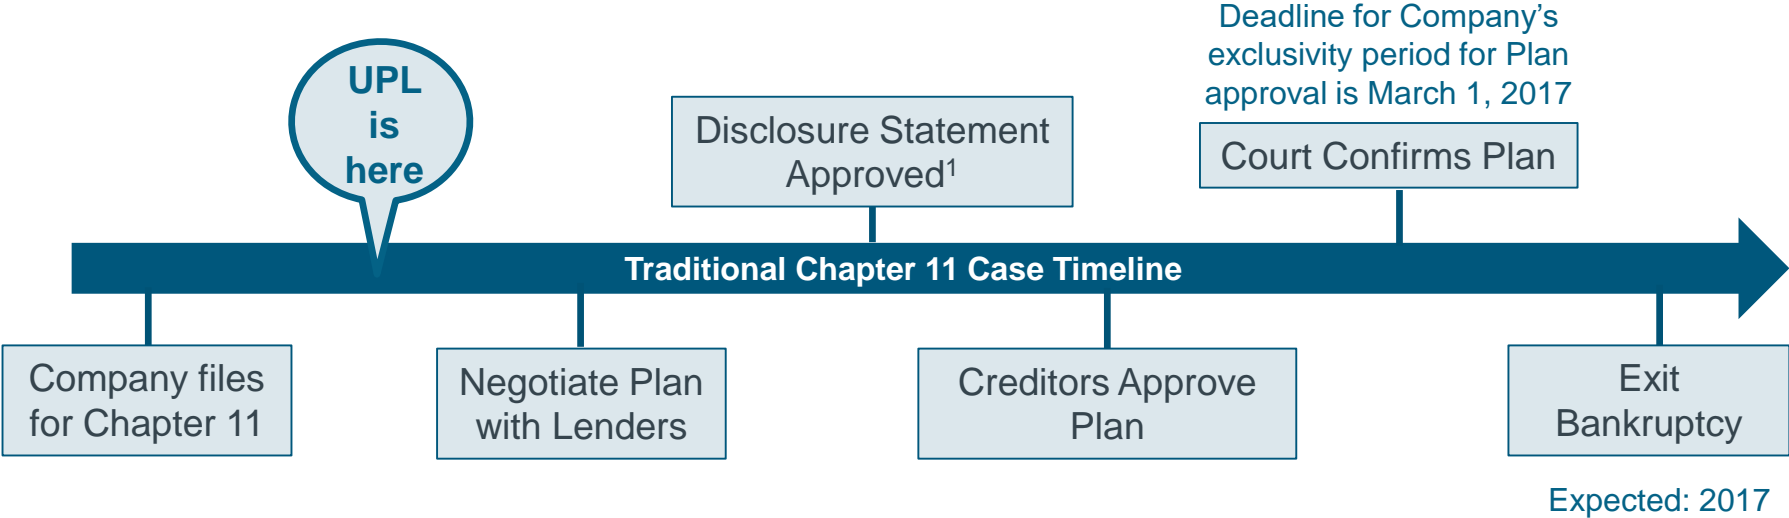 Deadline for Company’s
exclusivity period for Plan
approval is March 1, 2017
UPL
is
here
Disclosure Statement
Approved¹
Court Confirms Plan
Traditional Chapter 11 Case Timeline
Company files
for Chapter 11
Negotiate Plan
with Lenders
Creditors Approve
Plan
Exit
Bankruptcy
Expected: 2017